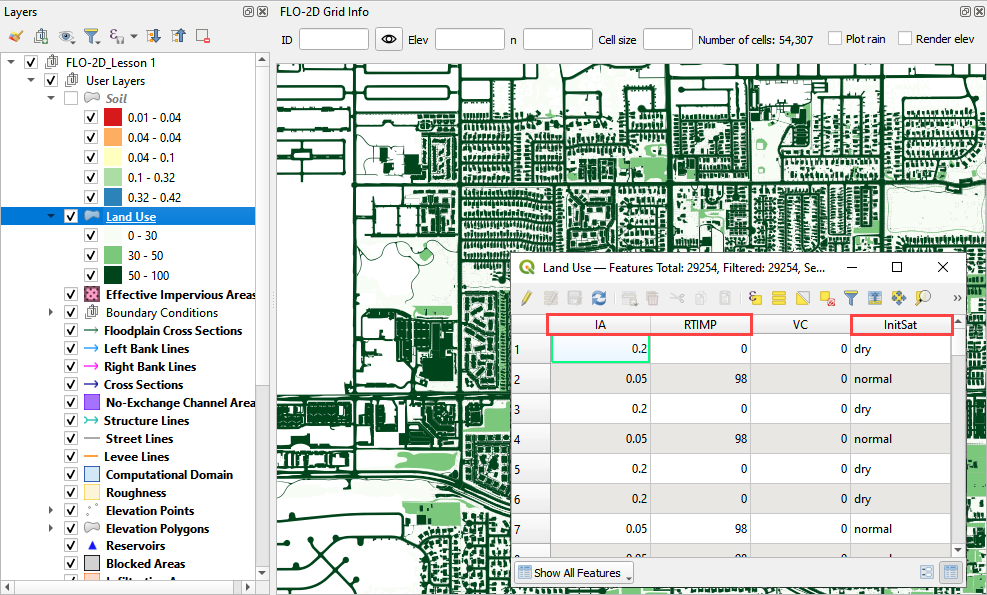 Layers
FLO-2D_Lesson 1
User Layers
Soil
0.01 - 0.04
0.04 - 0.04
0.04 - 0.1
0.1 - 0.32
0.32 - 0.42
Land Use
0 - 30
30 - 50
50 - 100
Effective Impervious Areas
Boundary Conditions
Floodplain Cross Sections
Left Bank Lines
Right Bank Lines
Cross Sections
No-Exchange Channel Area
Structure Lines
Street Lines
Levee Lines
Computational Domain
Roughness
Elevation Points
Elevation Polygons
Reservoirs
Blocked Areas
FLO-2D Grid Info
ID Elev n Cell size Number of cells: 54,307 Plot rain Render elev
Land Use — Features Total: 29254, Filtered: 29254, Se...
IA RTIMP VC InitSat
1 0.2 0 0 dry
2 0.05 98 0 normal
3 0.2 0 0 dry
4 0.05 98 0 normal
5 0.2 0 0 dry
6 0.2 0 0 dry
7 0.05 98 0 normal
Show All Features